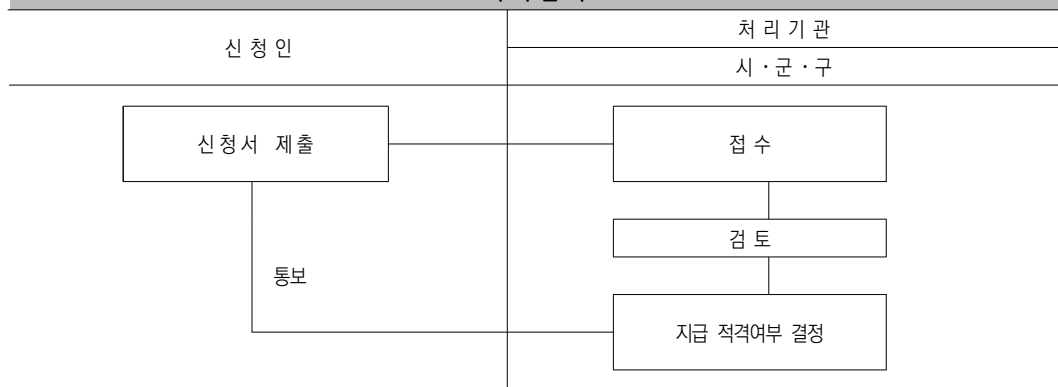 신 청 인
처 리 기 관
시 · 군 · 구
신청서 제출
접 수
검 토
통보
지급 적격여부 결정